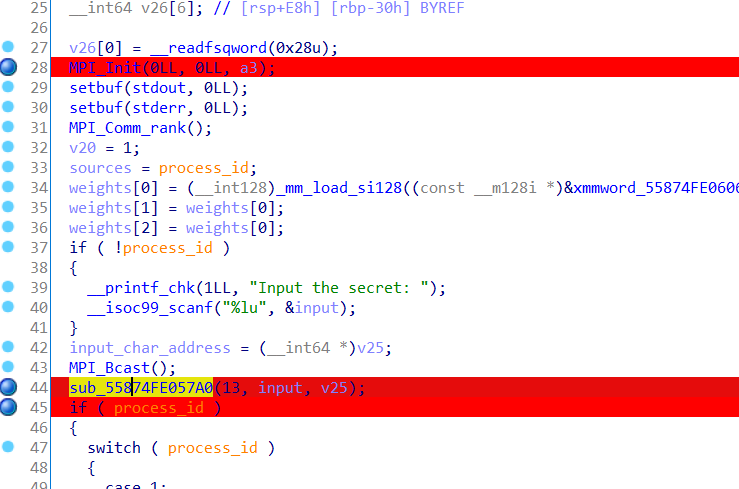 25 __int64 v26[6]; // [rsp+E8h] [rbp-30h] BYREF
26
27 v26[0] = __readfsqword(0x28u);
28 MPI_Init(0LL, 0LL, a3);
29 setbuf(stdout, 0LL);
30 setbuf(stderr, 0LL);
31 MPI_Comm_rank();
32 v20 = 1;
33 sources = process_id;
34 weights[0] = (__int128)_mm_load_si128((const __m128i *)&xmmword_55874FE0606
35 weights[1] = weights[0];
36 weights[2] = weights[0];
37 if ( !process_id )
38 {
39 __printf_chk(1LL, "Input the secret: ");
40 __isoc99_scanf("%lu", &input);
41 }
42 input_char_address = (__int64 *)v25;
43 MPI_Bcast();
44 sub_55874FE057A0(13, input, v25);
45 if ( process_id )
46 {
47 switch ( process_id )
48 {
49 case 1: